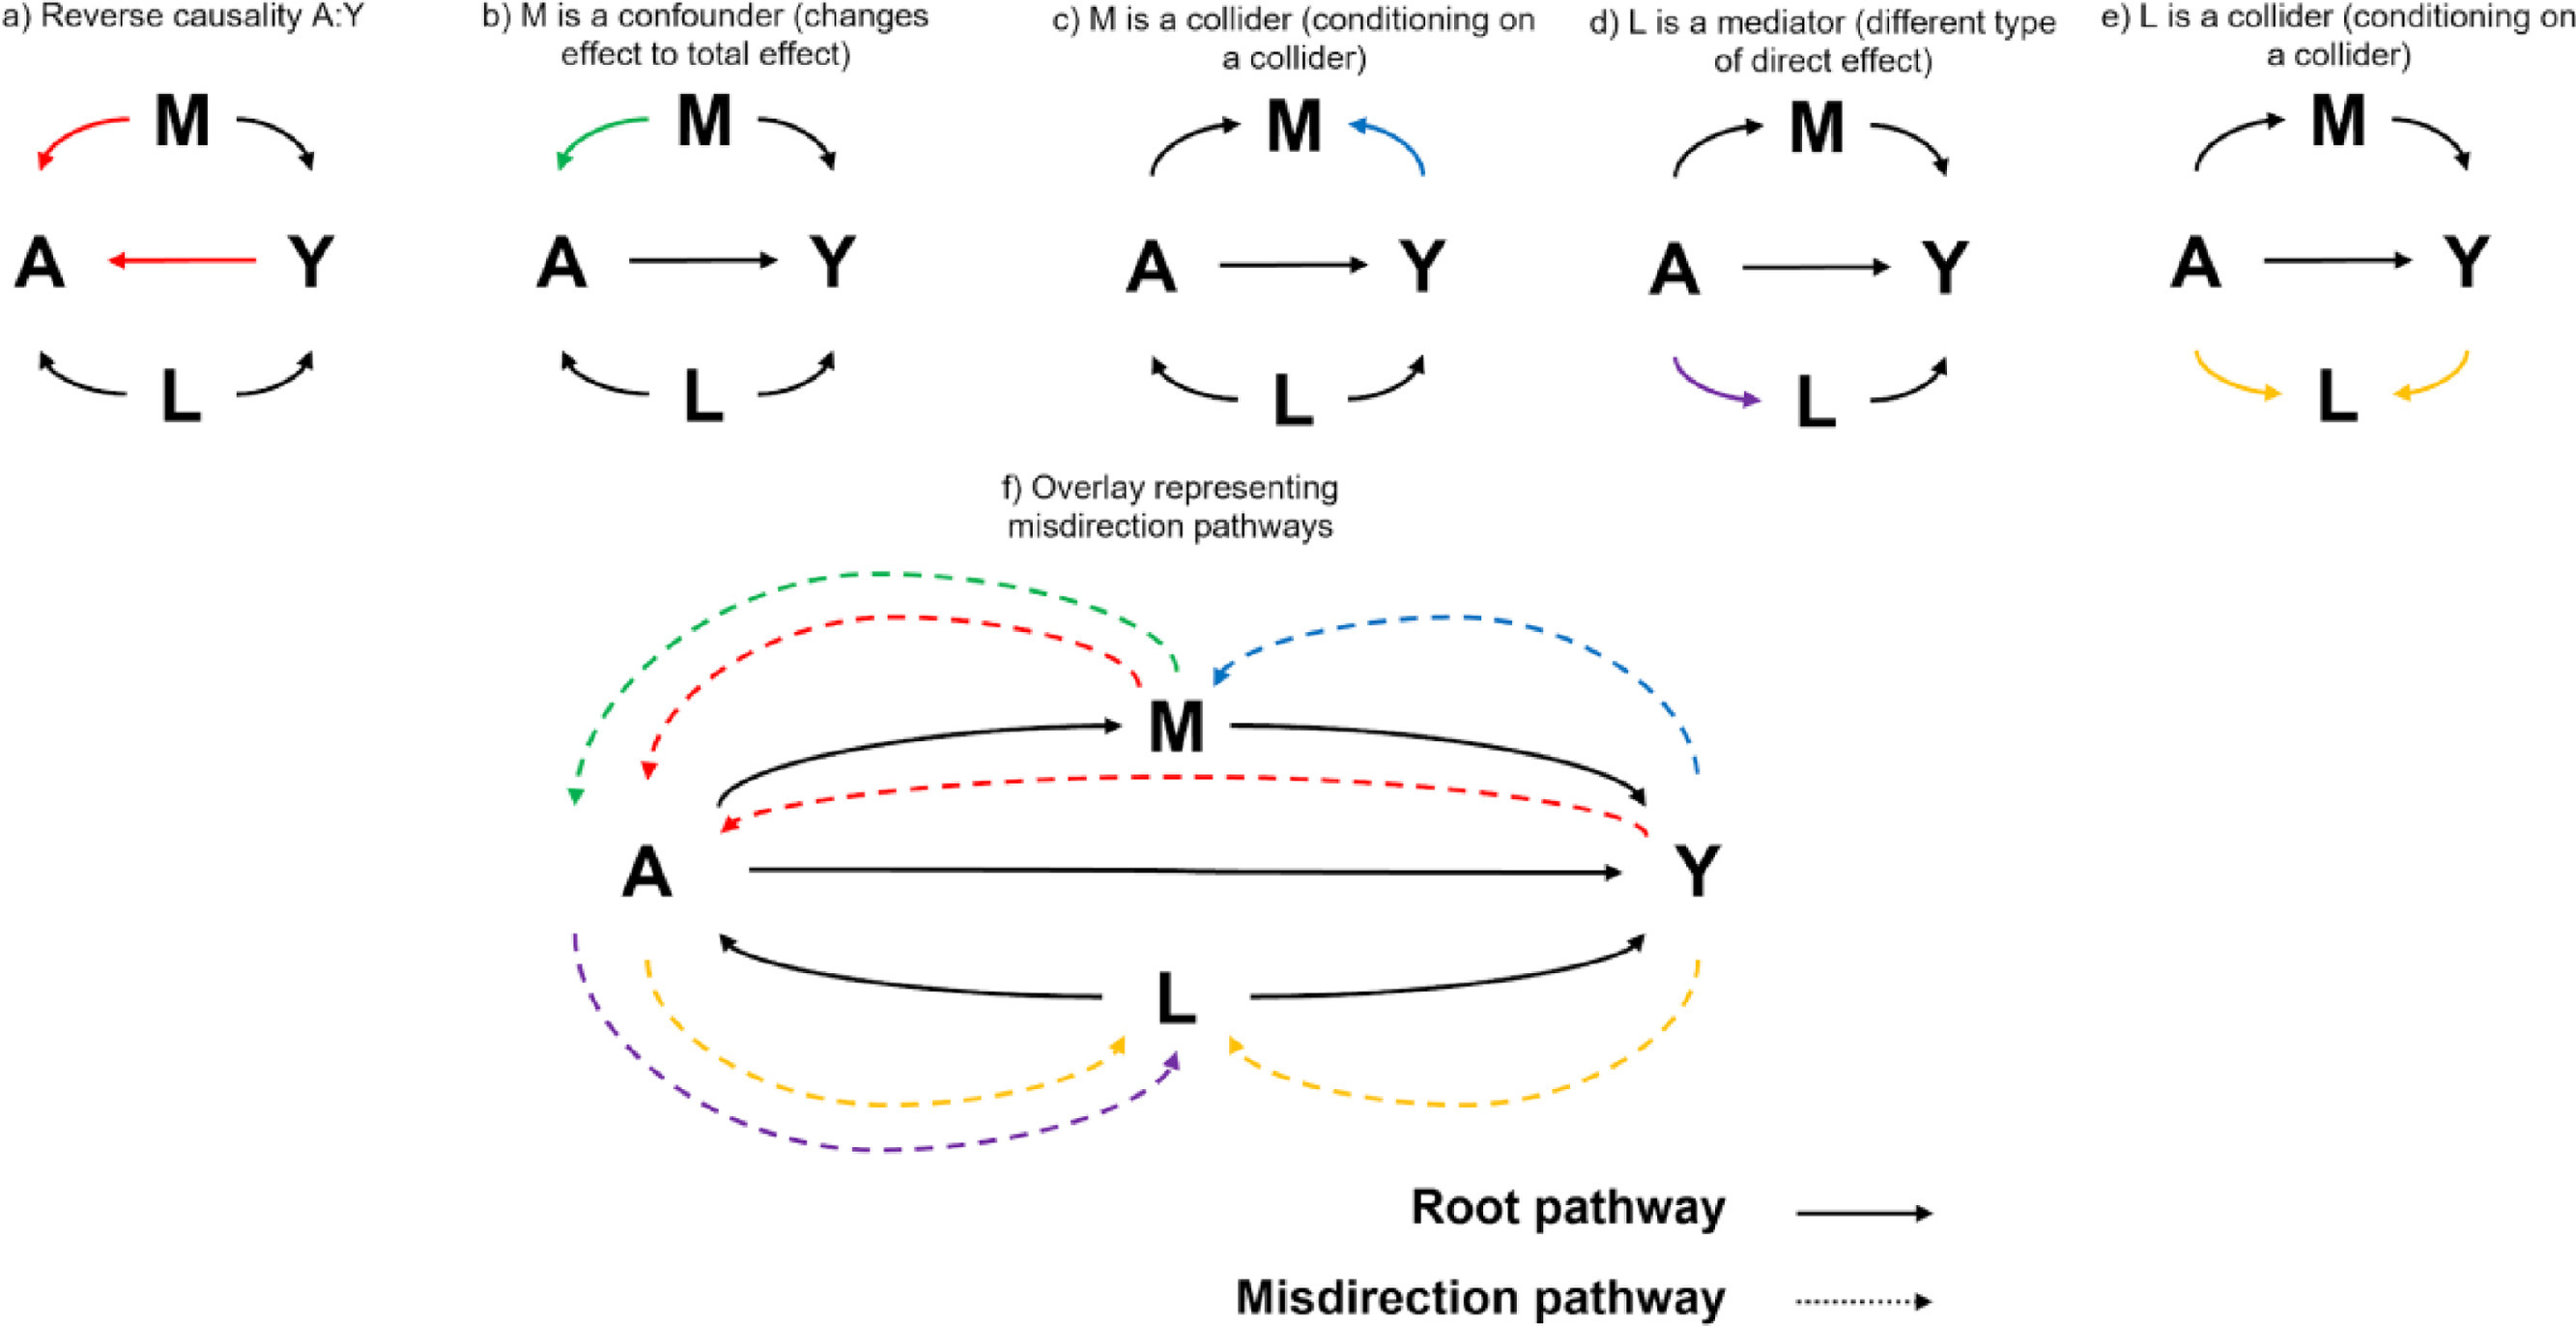 a) Reverse causality A:Y
b) M is a confounder (changes
effect to total effect)
c) M is a collider (conditioning on
a collider)
d) L is a mediator (different type
of direct effect)
e) L is a collider (conditioning on
a collider)
M
A Y
L
M
A Y
L
M
A Y
L
M
A Y
L
M
A Y
L
f) Overlay representing
misdirection pathways
M
A Y
L
Root pathway
Misdirection pathway